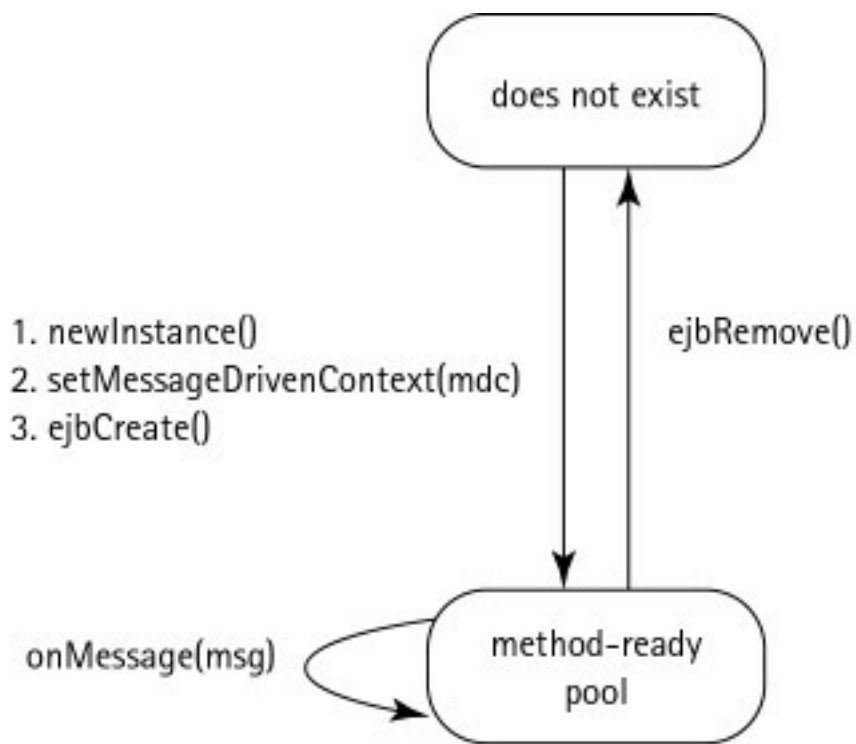 does not exist
1. newInstance()
2. setMessageDrivenContext(mdc)
3. ejbCreate()
ejbRemove()
onMessage(msg)
method-ready
pool